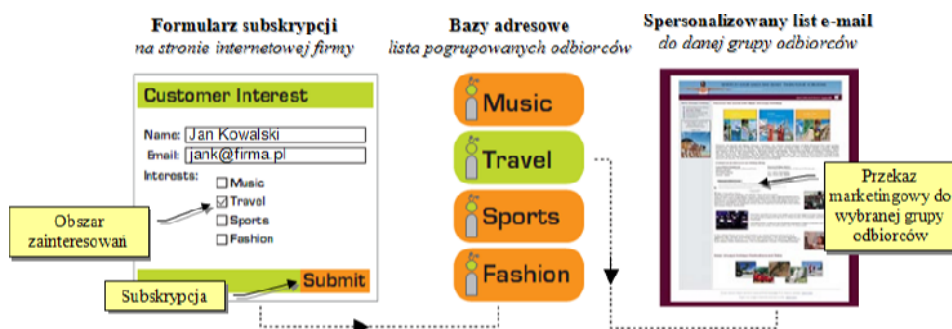 Formularz subskrypcji
na stronie internetowej firmy
Bazy adresowe
lista pogrupowanych odbiorców
Spersonalizowany list e-mail
do danej grupy odbiorców
Customer Interest
Name: Jan Kowalski
Email: jank@firma.pl
Interests:
Music
Travel
Sports
Fashion
Submit
Obszar
zainteresowań
Subskrypcja
Music
Travel
Sports
Fashion
Przekaz
marketingowy do
wybranej grupy
odbiorców